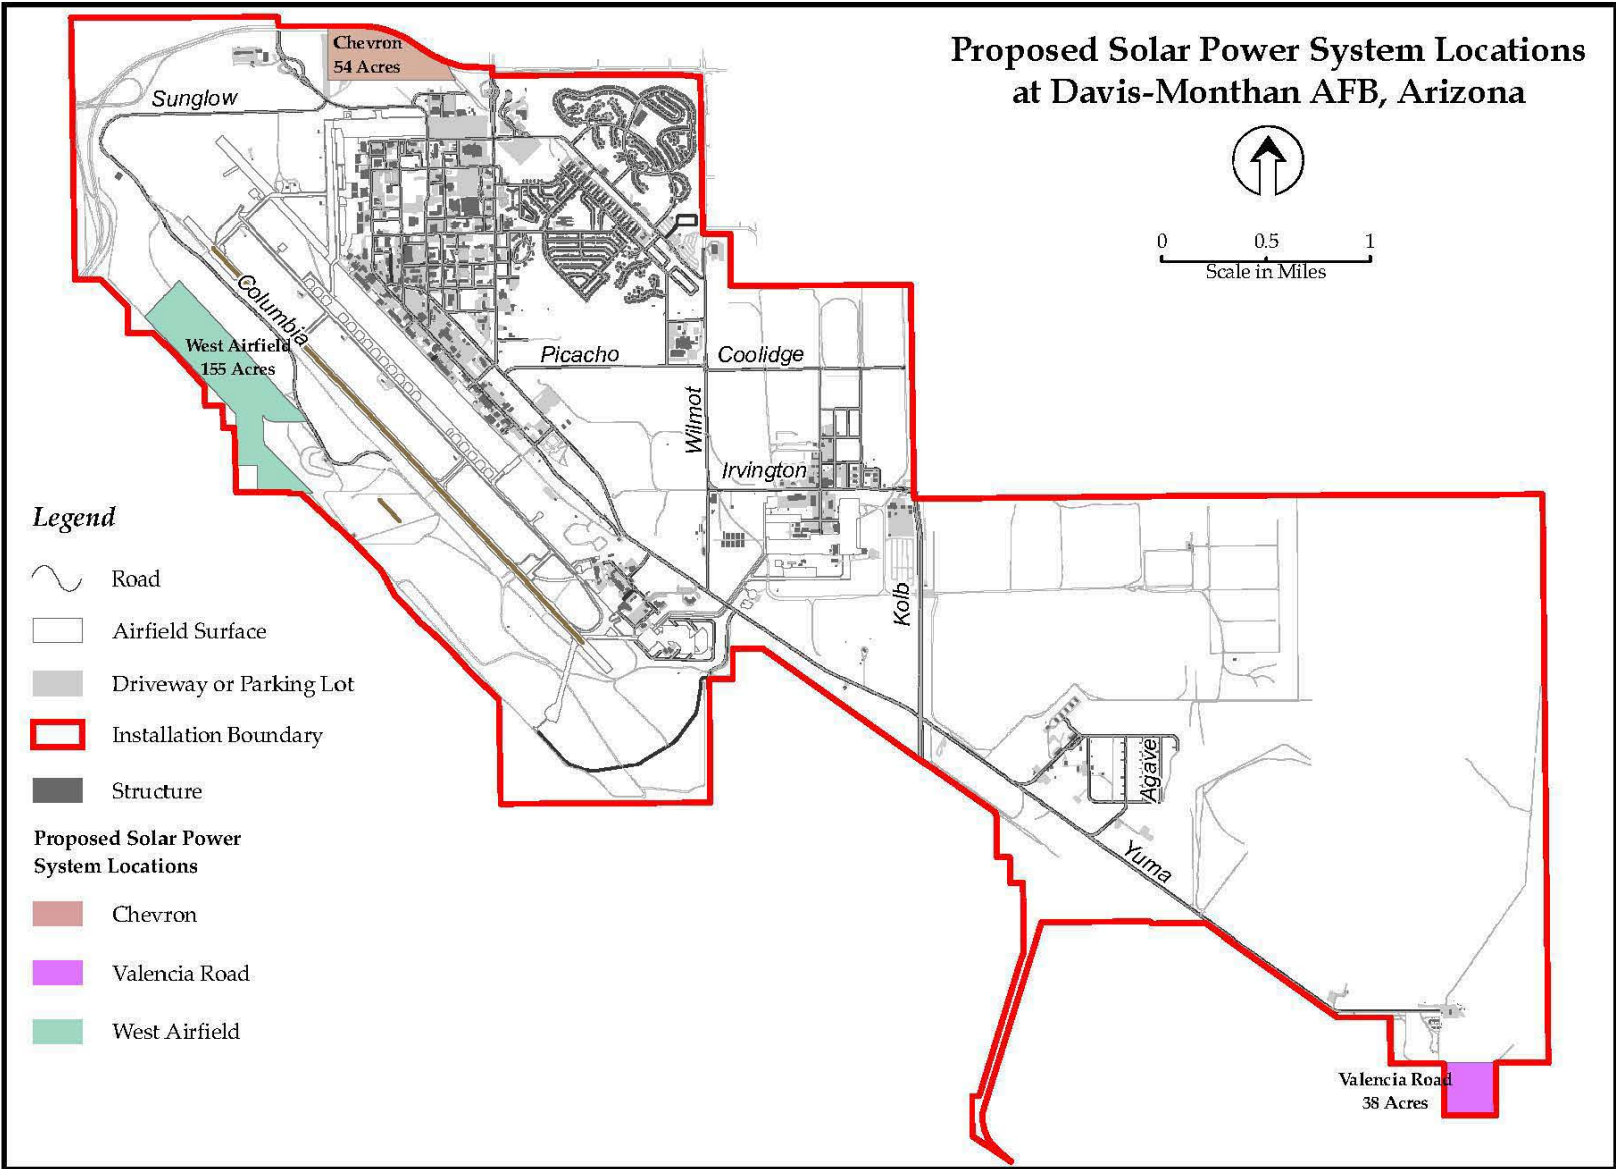 Proposed Solar Power System Locations
at Davis-Monthan AFB, Arizona
0 0.5 1
Scale in Miles
Chevron
54 Acres
Sunglow
Columbia
West Airfield
155 Acres
Picacho
Coolidge
Wilmot
Irvington
Kolb
Agave
Yuma
Valencia Road
38 Acres
Legend
Road
Airfield Surface
Driveway or Parking Lot
Installation Boundary
Structure
Proposed Solar Power
System Locations
Chevron
Valencia Road
West Airfield